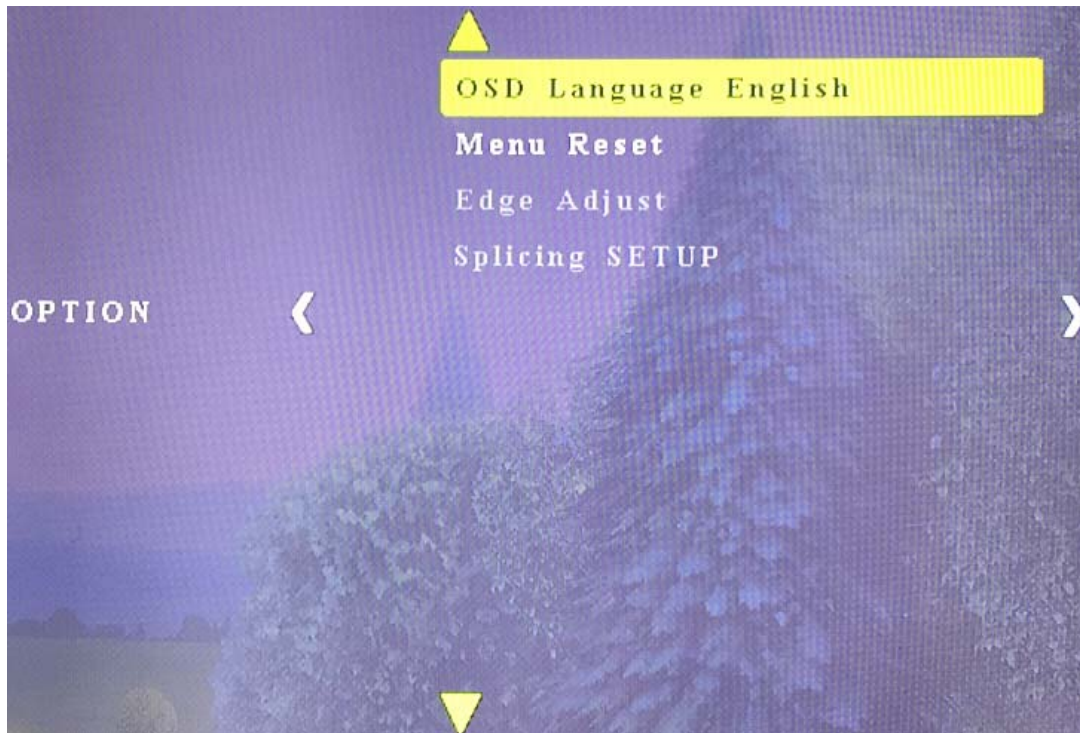 OSD Language English
Menu Reset
Edge Adjust
Splicing SETUP
OPTION